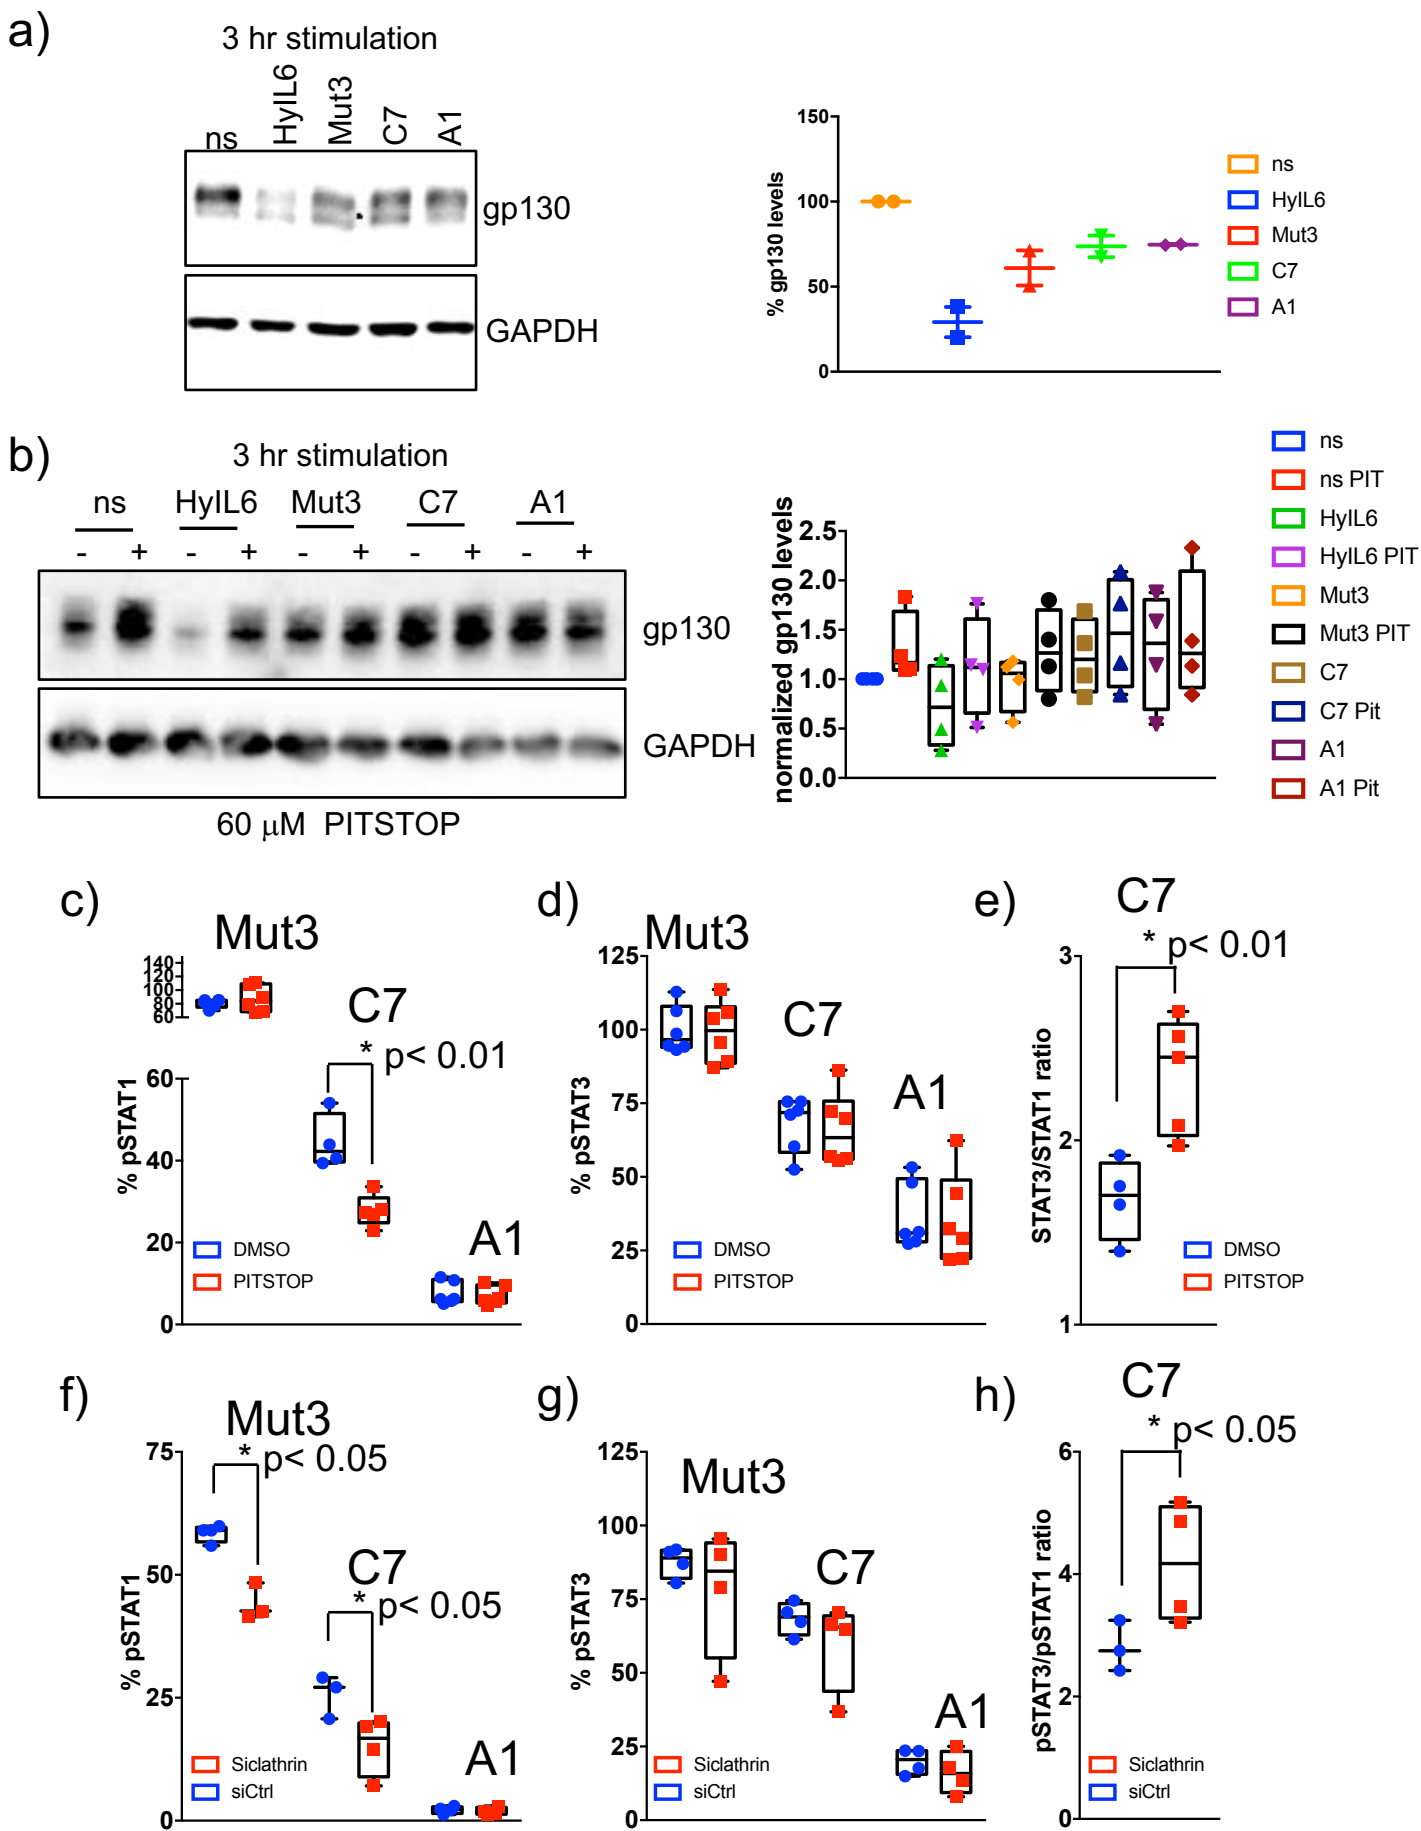 a)
3 hr stimulation
ns HyIL6 Mut3 C7 A1
gp130
GAPDH
% gp130 levels
150
100
50
0
ns
HyIL6
Mut3
C7
A1
b)
3 hr stimulation
ns HyIL6 Mut3 C7 A1
- + - + - + - + - +
gp130
GAPDH
60 µM PITSTOP
normalized gp130 levels
2.5
2.0
1.5
1.0
0.5
0.0
ns
ns PIT
HyIL6
HyIL6 PIT
Mut3
Mut3 PIT
C7
C7 Pit
A1
A1 Pit
c)
Mut3
140
120
100
80
60
C7
* p< 0.01
60
40
20
0
% pSTAT1
A1
DMSO
PITSTOP
d)
Mut3
125
100
75
50
25
0
% pSTAT3
C7
A1
DMSO
PITSTOP
e)
C7
* p< 0.01
3
2
1
STAT3/STAT1 ratio
DMSO
PITSTOP
f)
Mut3
* p< 0.05
75
50
25
0
% pSTAT1
C7
* p< 0.05
A1
Siclathrin
siCtrl
g)
125
100
75
50
25
0
% pSTAT3
Mut3
C7
A1
Siclathrin
siCtrl
h)
C7
* p< 0.05
6
4
2
0
pSTAT3/pSTAT1 ratio
Siclathrin
siCtrl